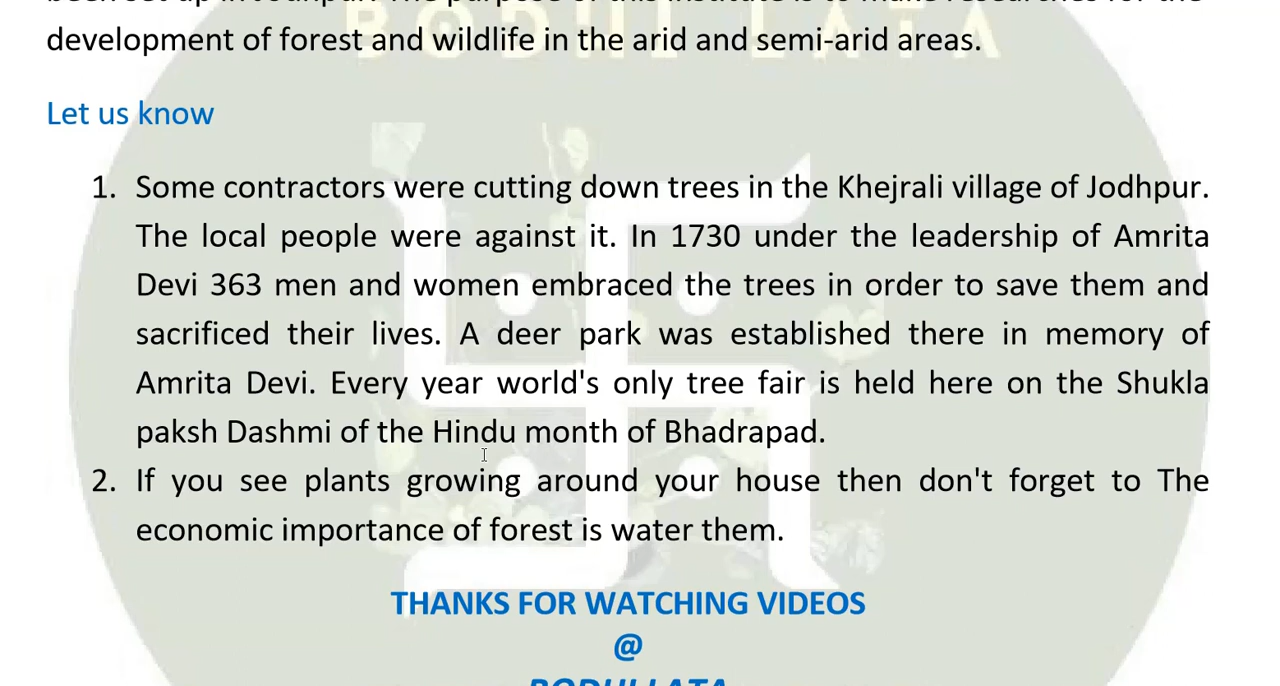 development of forest and wildlife in the arid and semi-arid areas.
Let us know
1. Some contractors were cutting down trees in the Khejrali village of Jodhpur.
The local people were against it. In 1730 under the leadership of Amrita
Devi 363 men and women embraced the trees in order to save them and
sacrificed their lives. A deer park was established there in memory of
Amrita Devi. Every year world's only tree fair is held here on the Shukla
paksh Dashmi of the Hindu month of Bhadrapad.
2. If you see plants growing around your house then don't forget to The
economic importance of forest is water them.
THANKS FOR WATCHING VIDEOS
@